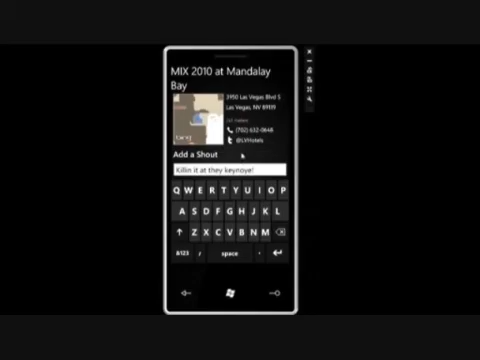 MIX 2010 at Mandalay
Bay
3950 Las Vegas Blvd S
Las Vegas, NV 89119
(702) 632-0648
@LVHotels
Add a Shout
Killin it at they keynoye!
Q W E R T Y U I O P
A S D F G H J K L
Z X C V B N M
&123 , space .